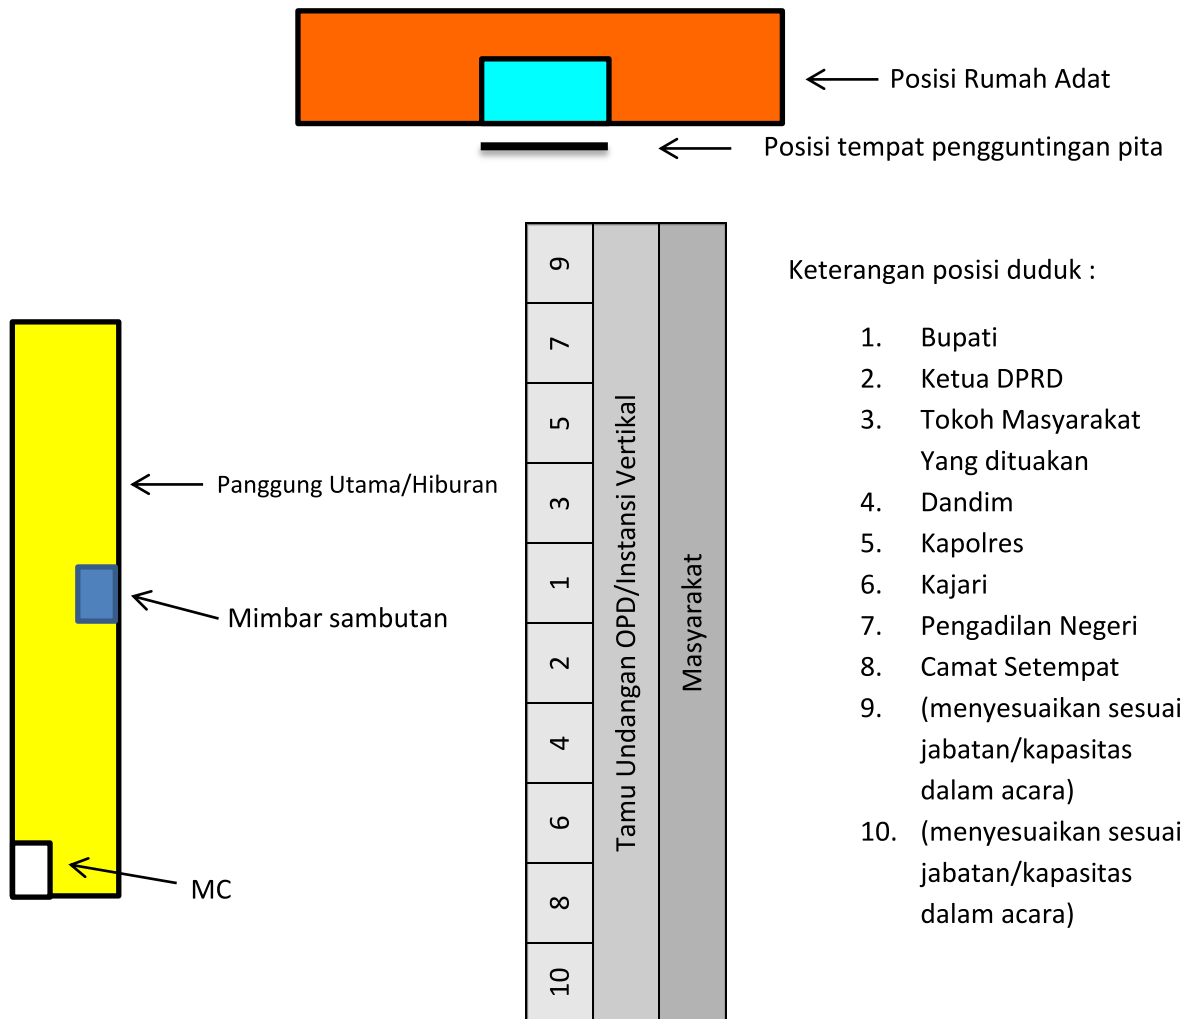 Posisi Rumah Adat
Posisi tempat pengguntingan pita
Keterangan posisi duduk :
1. Bupati
2. Ketua DPRD
3. Tokoh Masyarakat
Yang dituakan
4. Dandim
5. Kapolres
6. Kajari
7. Pengadilan Negeri
8. Camat Setempat
9. (menyesuaikan sesuai
jabatan/kapasitas
dalam acara)
10. (menyesuaikan sesuai
jabatan/kapasitas
dalam acara)
Panggung Utama/Hiburan
Mimbar sambutan
MC
9
7
5
3
1
2
4
6
8
10
Tamu Undangan OPD/Instansi Vertikal
Masyarakat